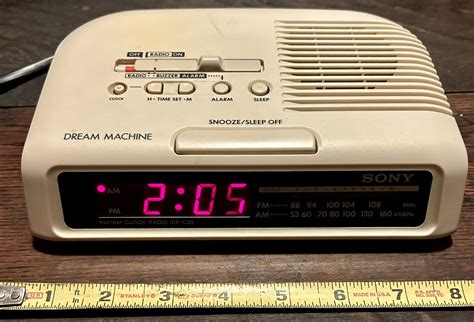 OFF RADIO ON
RADIO BUZZER ALARM
CLOCK H - TIME SET - M ALARM SLEEP
SNOOZE/SLEEP OFF
DREAM MACHINE
SONY
AM
2:05
PM
FM 88 94 100 104 108 MHz
AM 53 60 70 80 100 130 160 x10kHz
FM/AM CLOCK RADIO ICF-C25
1 2 STANLEY 3 4 5 6 7 8
MADE IN U.S.A.